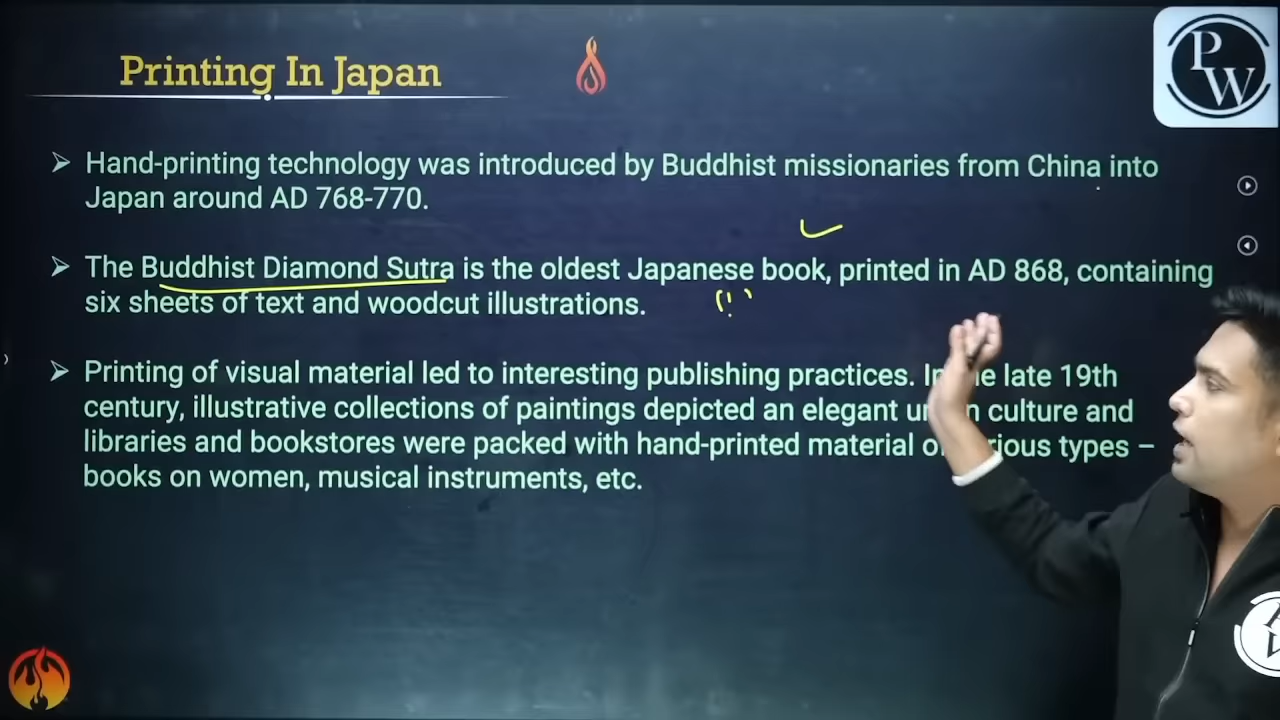 Printing In Japan
P
W
➤ Hand-printing technology was introduced by Buddhist missionaries from China into
Japan around AD 768-770.
➤ The Buddhist Diamond Sutra is the oldest Japanese book, printed in AD 868, containing
six sheets of text and woodcut illustrations.
➤ Printing of visual material led to interesting publishing practices. In late 19th
century, illustrative collections of paintings depicted an elegant culture and
libraries and bookstores were packed with hand-printed material types –
books on women, musical instruments, etc.